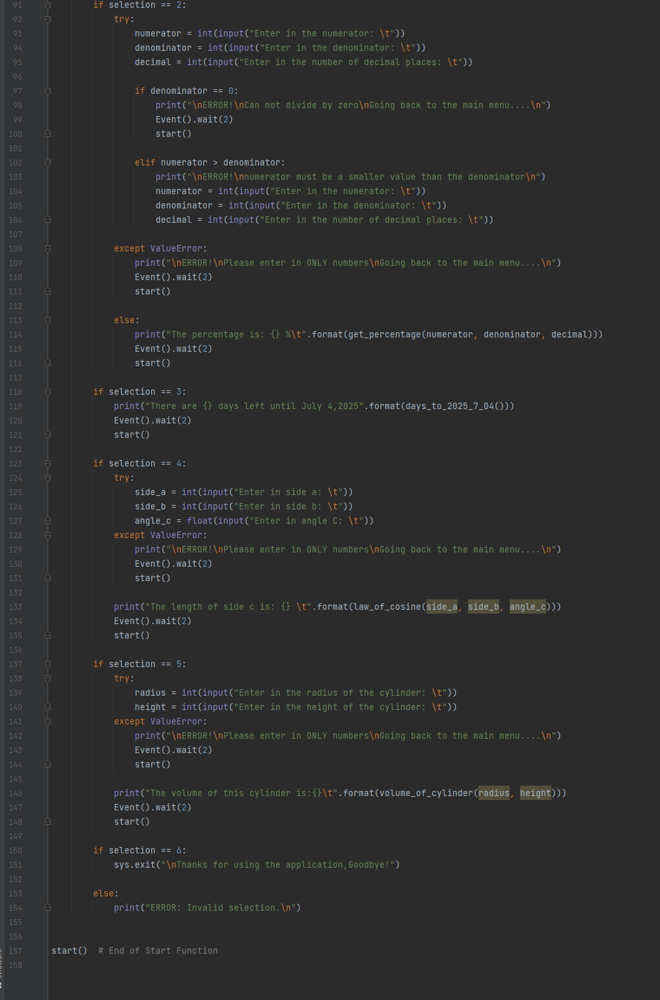 91 if selection == 2:
92 try:
93 numerator = int(input("Enter in the numerator: \t"))
94 denominator = int(input("Enter in the denominator: \t"))
95 decimal = int(input("Enter in the number of decimal places: \t"))
96
97 if denominator == 0:
98 print("\nERROR!\nCan not divide by zero\nGoing back to the main menu....\n")
99 Event().wait(2)
100 start()
101
102 elif numerator > denominator:
103 print("\nERROR!\nnumerator must be a smaller value than the denominator\n")
104 numerator = int(input("Enter in the numerator: \t"))
105 denominator = int(input("Enter in the denominator: \t"))
106 decimal = int(input("Enter in the number of decimal places: \t"))
107
108 except ValueError:
109 print("\nERROR!\nPlease enter in ONLY numbers\nGoing back to the main menu....\n")
110 Event().wait(2)
111 start()
112
113 else:
114 print("The percentage is: {} %\t".format(get_percentage(numerator, denominator, decimal)))
115 Event().wait(2)
116 start()
117
118 if selection == 3:
119 print("There are {} days left until July 4,2025".format(days_to_2025_7_04()))
120 Event().wait(2)
121 start()
122
123 if selection == 4:
124 try:
125 side_a = int(input("Enter in side a: \t"))
126 side_b = int(input("Enter in side b: \t"))
127 angle_c = float(input("Enter in angle C: \t"))
128 except ValueError:
129 print("\nERROR!\nPlease enter in ONLY numbers\nGoing back to the main menu....\n")
130 Event().wait(2)
131 start()
132
133 print("The length of side c is: {} \t".format(law_of_cosine(side_a, side_b, angle_c)))
134 Event().wait(2)
135 start()
136
137 if selection == 5:
138 try:
139 radius = int(input("Enter in the radius of the cylinder: \t"))
140 height = int(input("Enter in the height of the cylinder: \t"))
141 except ValueError:
142 print("\nERROR!\nPlease enter in ONLY numbers\nGoing back to the main menu....\n")
143 Event().wait(2)
144 start()
145
146 print("The volume of this cylinder is:{}\t".format(volume_of_cylinder(radius, height)))
147 Event().wait(2)
148 start()
149
150 if selection == 6:
151 sys.exit("\nThanks for using the application,Goodbye!")
152
153 else:
154 print("ERROR: Invalid selection.\n")
155
156
157 start() # End of Start Function
158